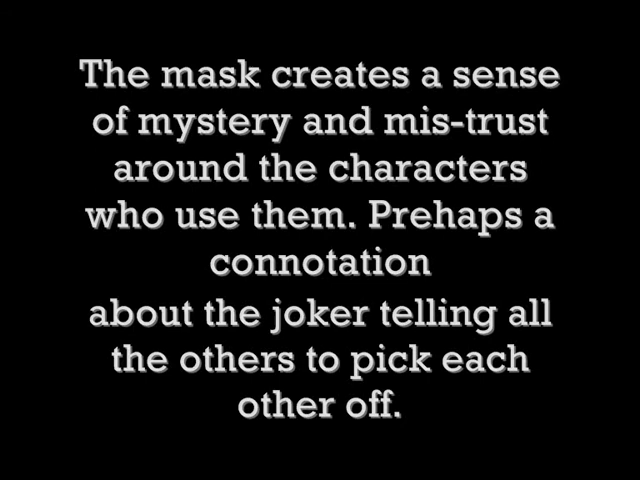 The mask creates a sense
of mystery and mis-trust
around the characters
who use them. Prehaps a
connotation
about the joker telling all
the others to pick each
other off.